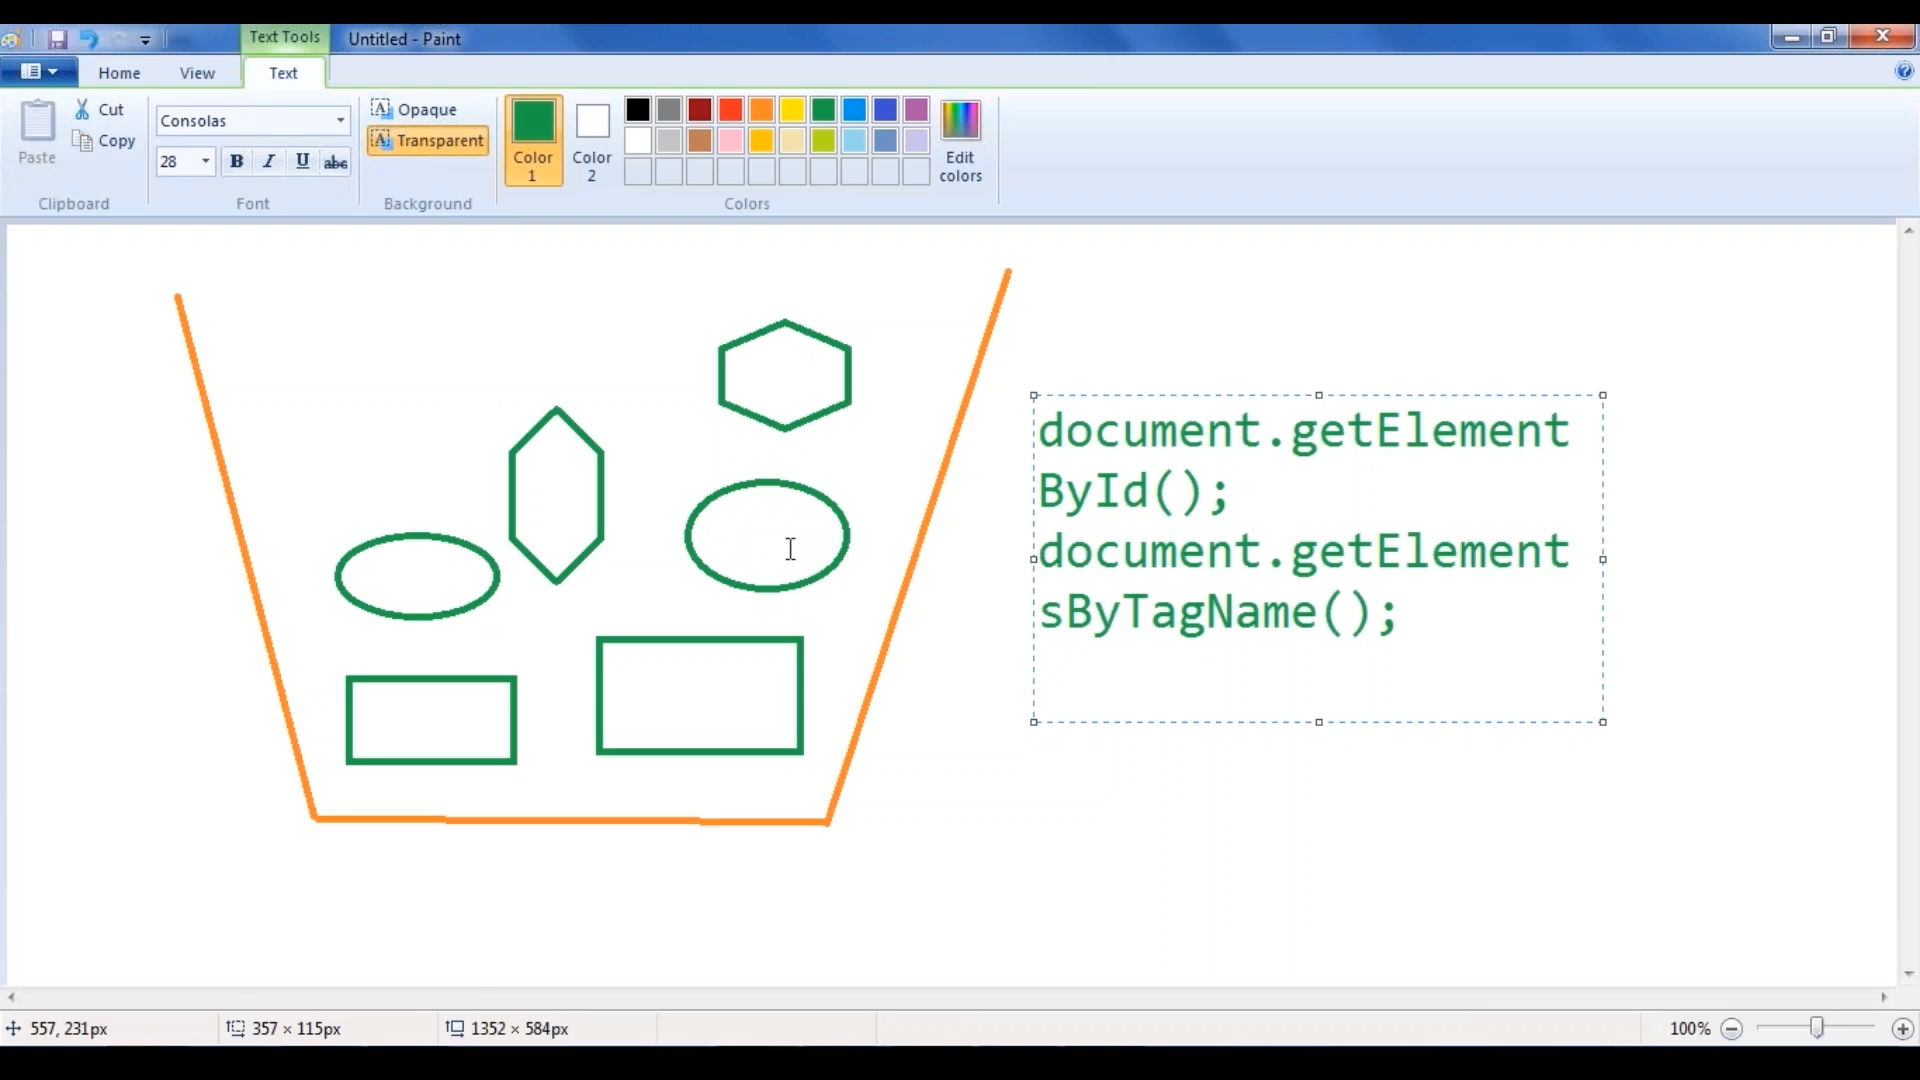 Text Tools
Untitled - Paint
Home
View
Text
Paste
Cut
Copy
Clipboard
Consolas
28
B
I
U
abc
Font
Opaque
Transparent
Background
Color
1
Color
2
Edit
colors
Colors
document.getElement
ById();
document.getElement
sByTagName();
557, 231px
357 × 115px
1352 × 584px
100%